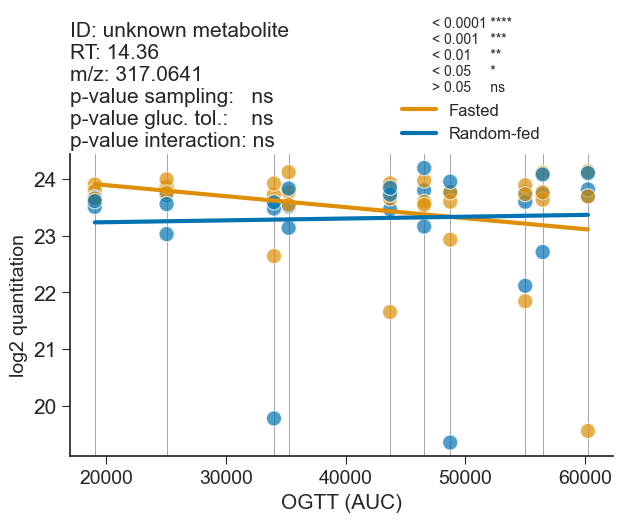 ID: unknown metabolite
RT: 14.36
m/z: 317.0641
p-value sampling: ns
p-value gluc. tol.: ns
p-value interaction: ns
< 0.0001 ****
< 0.001 ***
< 0.01 **
< 0.05 *
> 0.05 ns
Fasted
Random-fed
log2 quantitation
24
23
22
21
20
20000 30000 40000 50000 60000
OGTT (AUC)